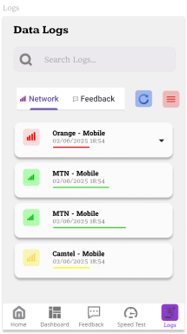 Logs
Data Logs
Search Logs...
Network Feedback
Orange - Mobile
02/06/2025 18:54
MTN - Mobile
02/06/2025 18:54
MTN - Mobile
02/06/2025 18:54
Camtel - Mobile
02/06/2025 18:54
Home Dashboard Feedback Speed Test Logs